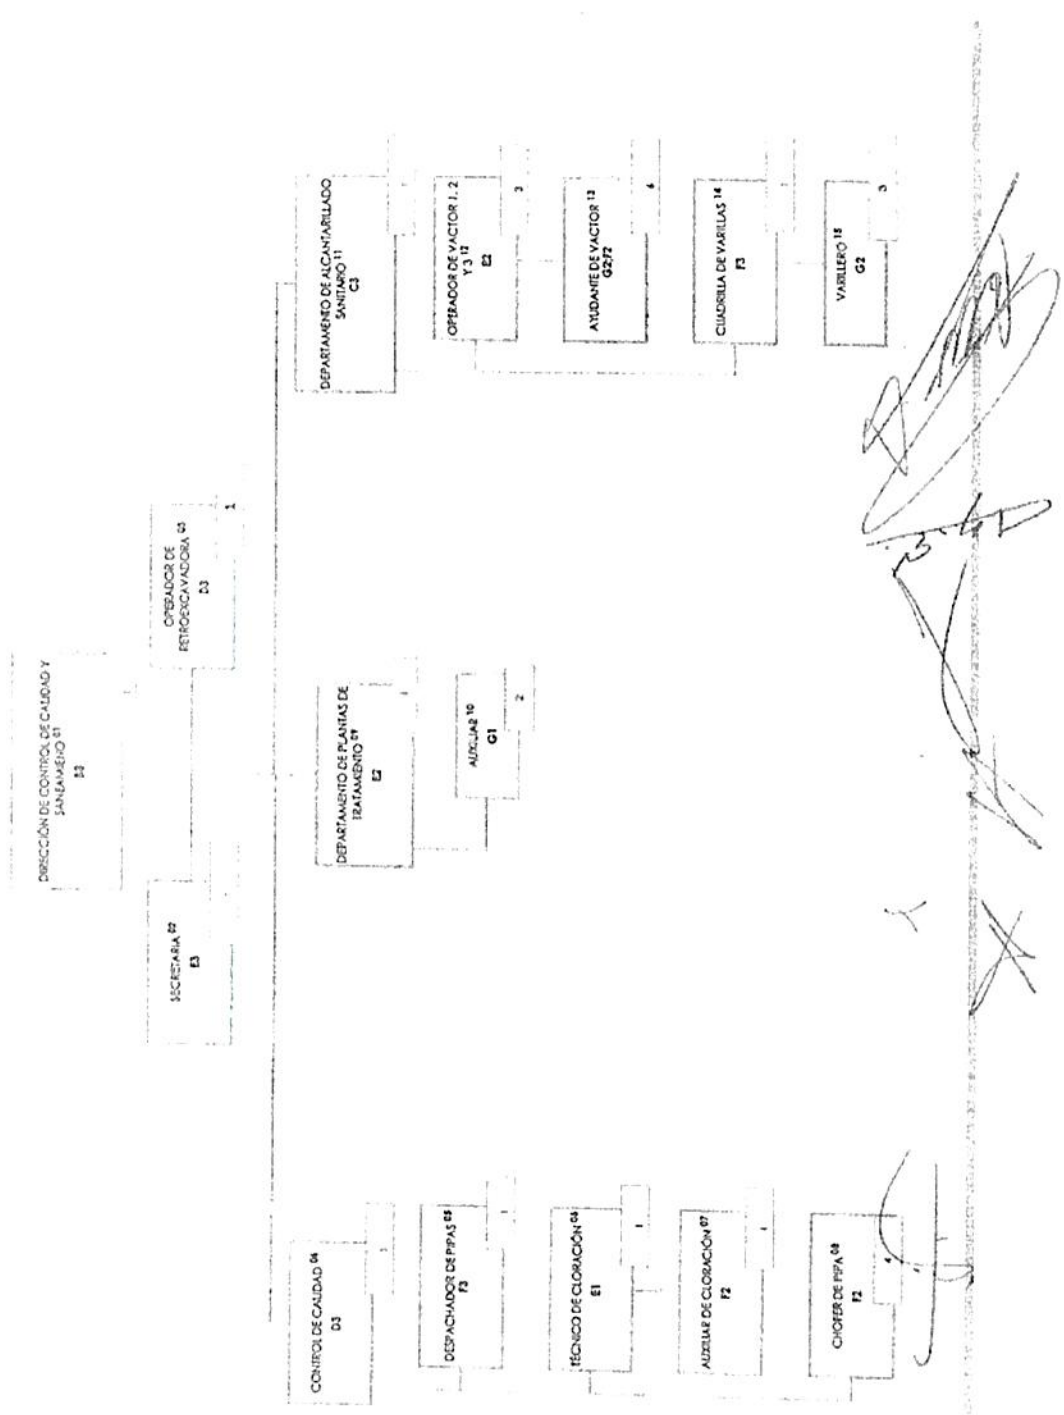 DIRECCIÓN DE CONTROL DE CALIDAD Y
SANEAMIENO 01
SECRETARIA 02
E3
OPERADOR DE
RETROEXCAVADORA 03
D3
CONTROL DE CALIDAD 04
D3
DESPACHADOR DE PIPAS 05
F3
1
TÉCNICO DE CLORACIÓN 06
E1
1
AUXILIAR DE CLORACIÓN 07
F2
1
CHOFER DE PIPA 08
F2
4
DEPARTAMENTO DE PLANTAS DE
TRATAMIENTO 09
E2
1
AUXILIAR 10
G1
2
DEPARTAMENTO DE ALCANTARILLADO
SANITARIO 11
C3
OPERADOR DE VACTOR 1, 2
Y 3 12
E2
3
AYUDANTE DE VACTOR 13
G2;F2
6
CUADRILLA DE VARILLAS 14
F3
1
VARILLERO 15
G2
3